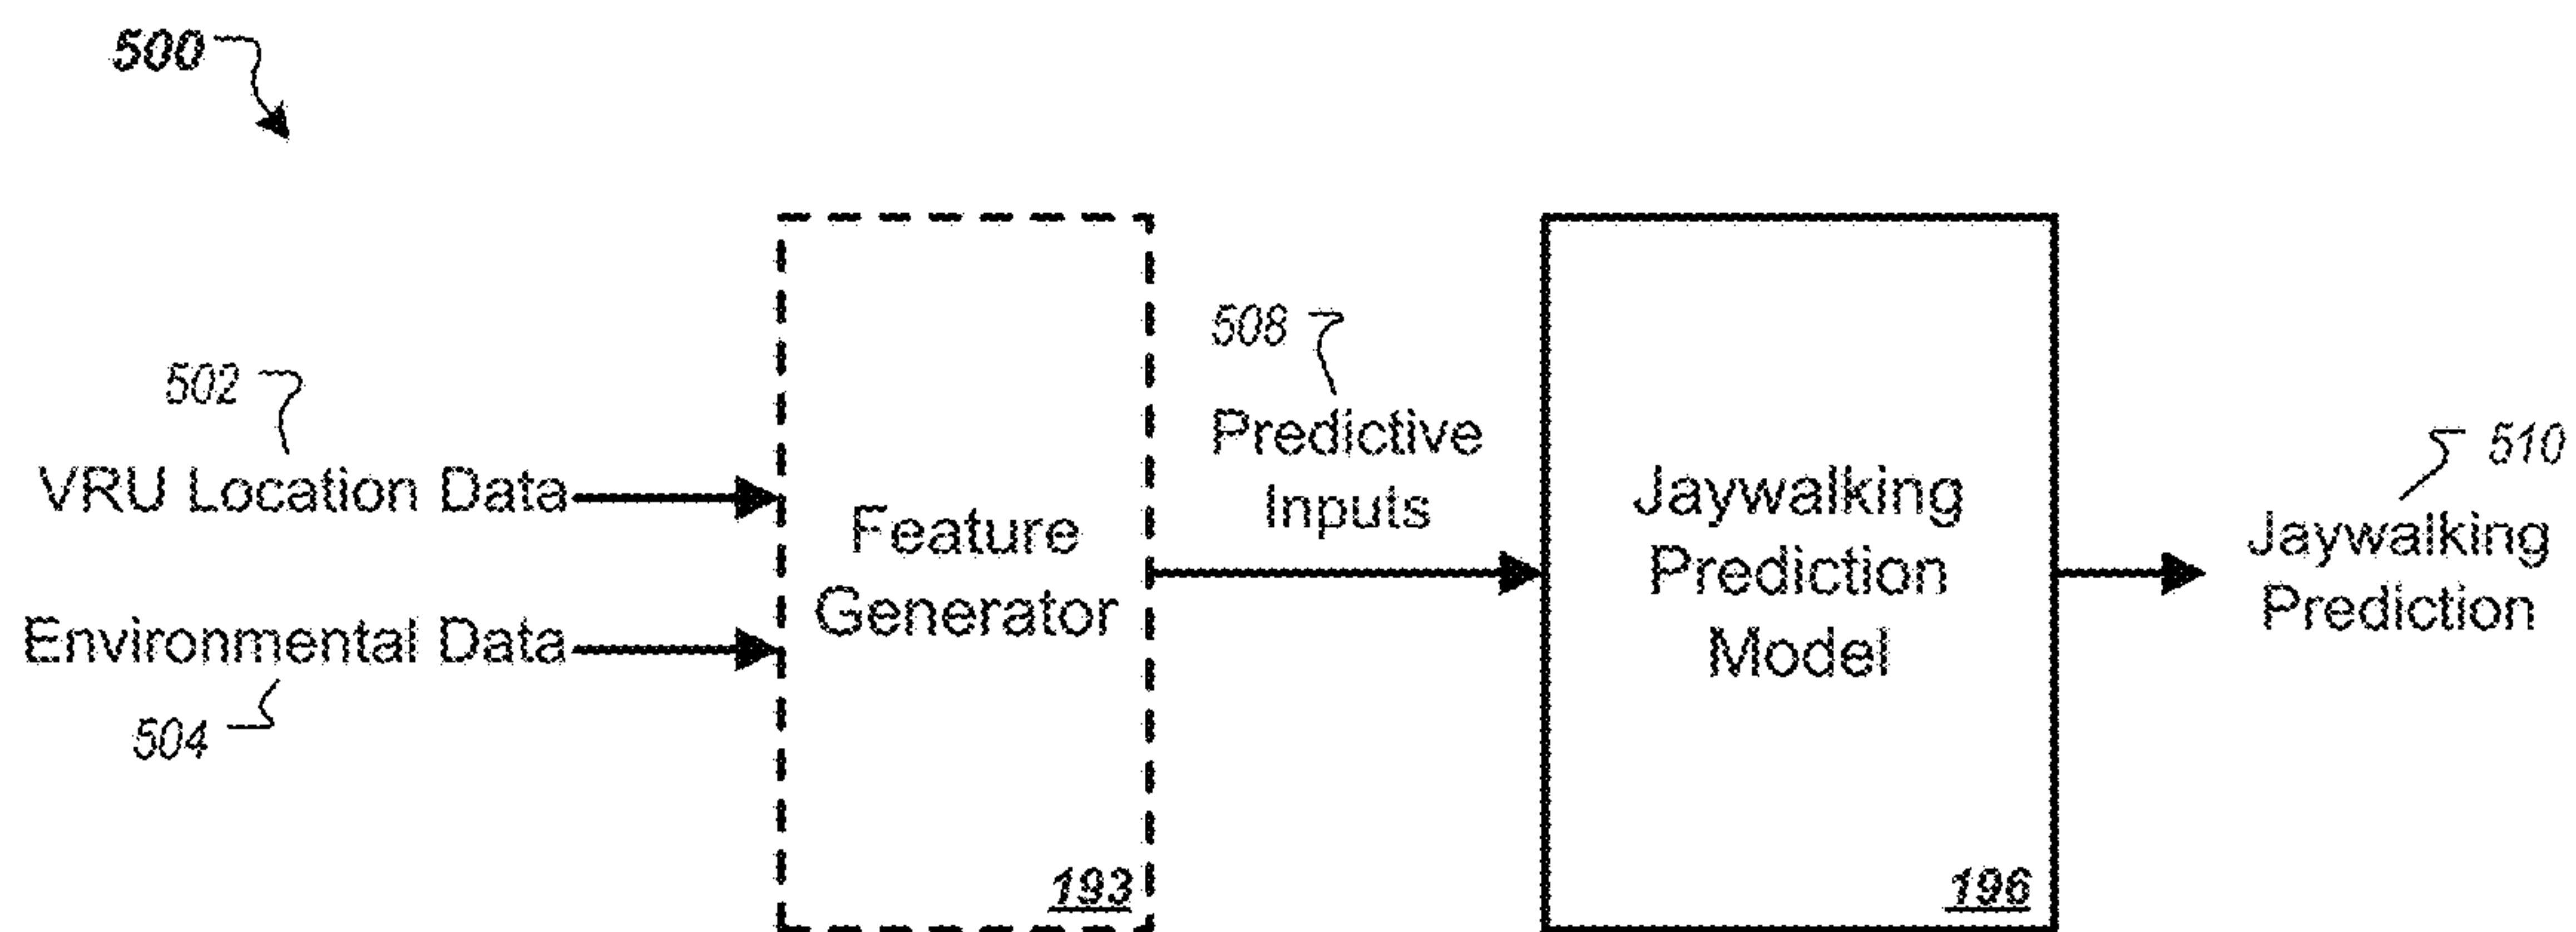 500
502
VRU Location Data
Environmental Data
504
Feature
Generator
193
508
Predictive
Inputs
Jaywalking
Prediction
Model
196
510
Jaywalking
Prediction